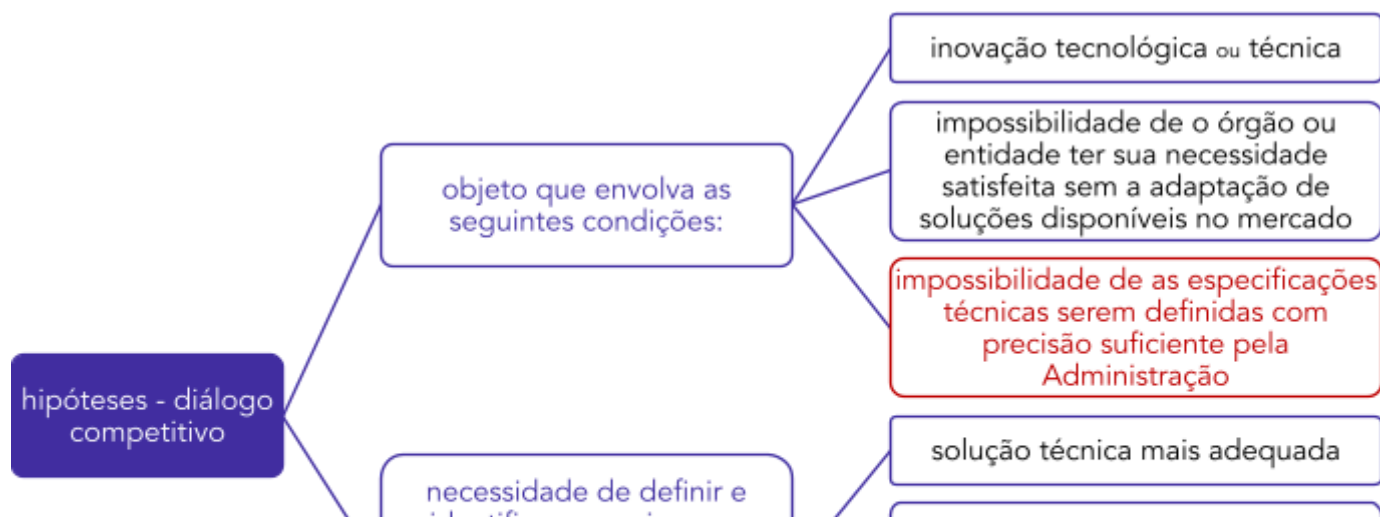 hipóteses - diálogo
competitivo
objeto que envolva as
seguintes condições:
inovação tecnológica ou técnica
impossibilidade de o órgão ou
entidade ter sua necessidade
satisfeita sem a adaptação de
soluções disponíveis no mercado
impossibilidade de as especificações
técnicas serem definidas com
precisão suficiente pela
Administração
necessidade de definir e
solução técnica mais adequada